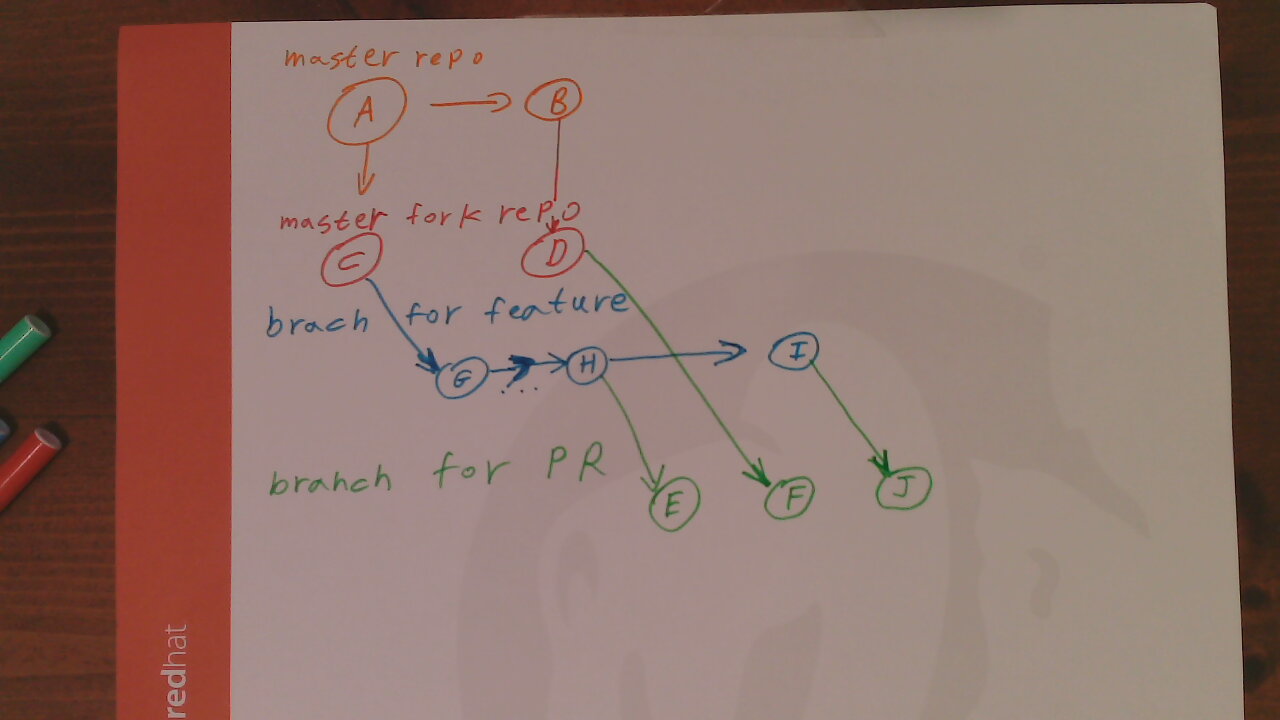 master repo
A B
master fork repo
C D
brach for feature
G ... H I
branch for PR
E F J
redhat